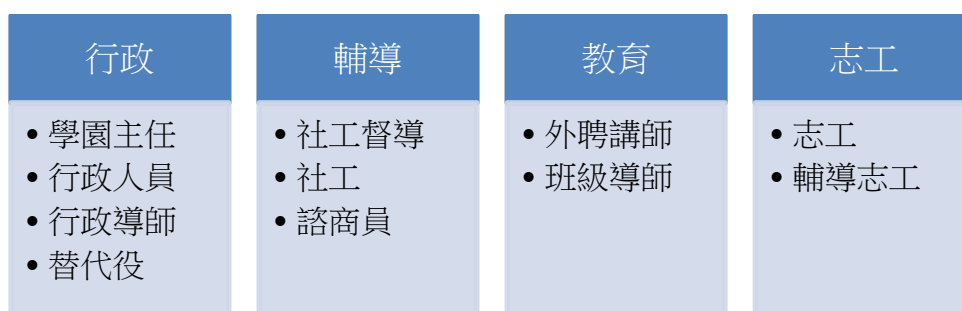 行政
• 學園主任
• 行政人員
• 行政導師
• 替代役
輔導
• 社工督導
• 社工
• 諮商員
教育
• 外聘講師
• 班級導師
志工
• 志工
• 輔導志工